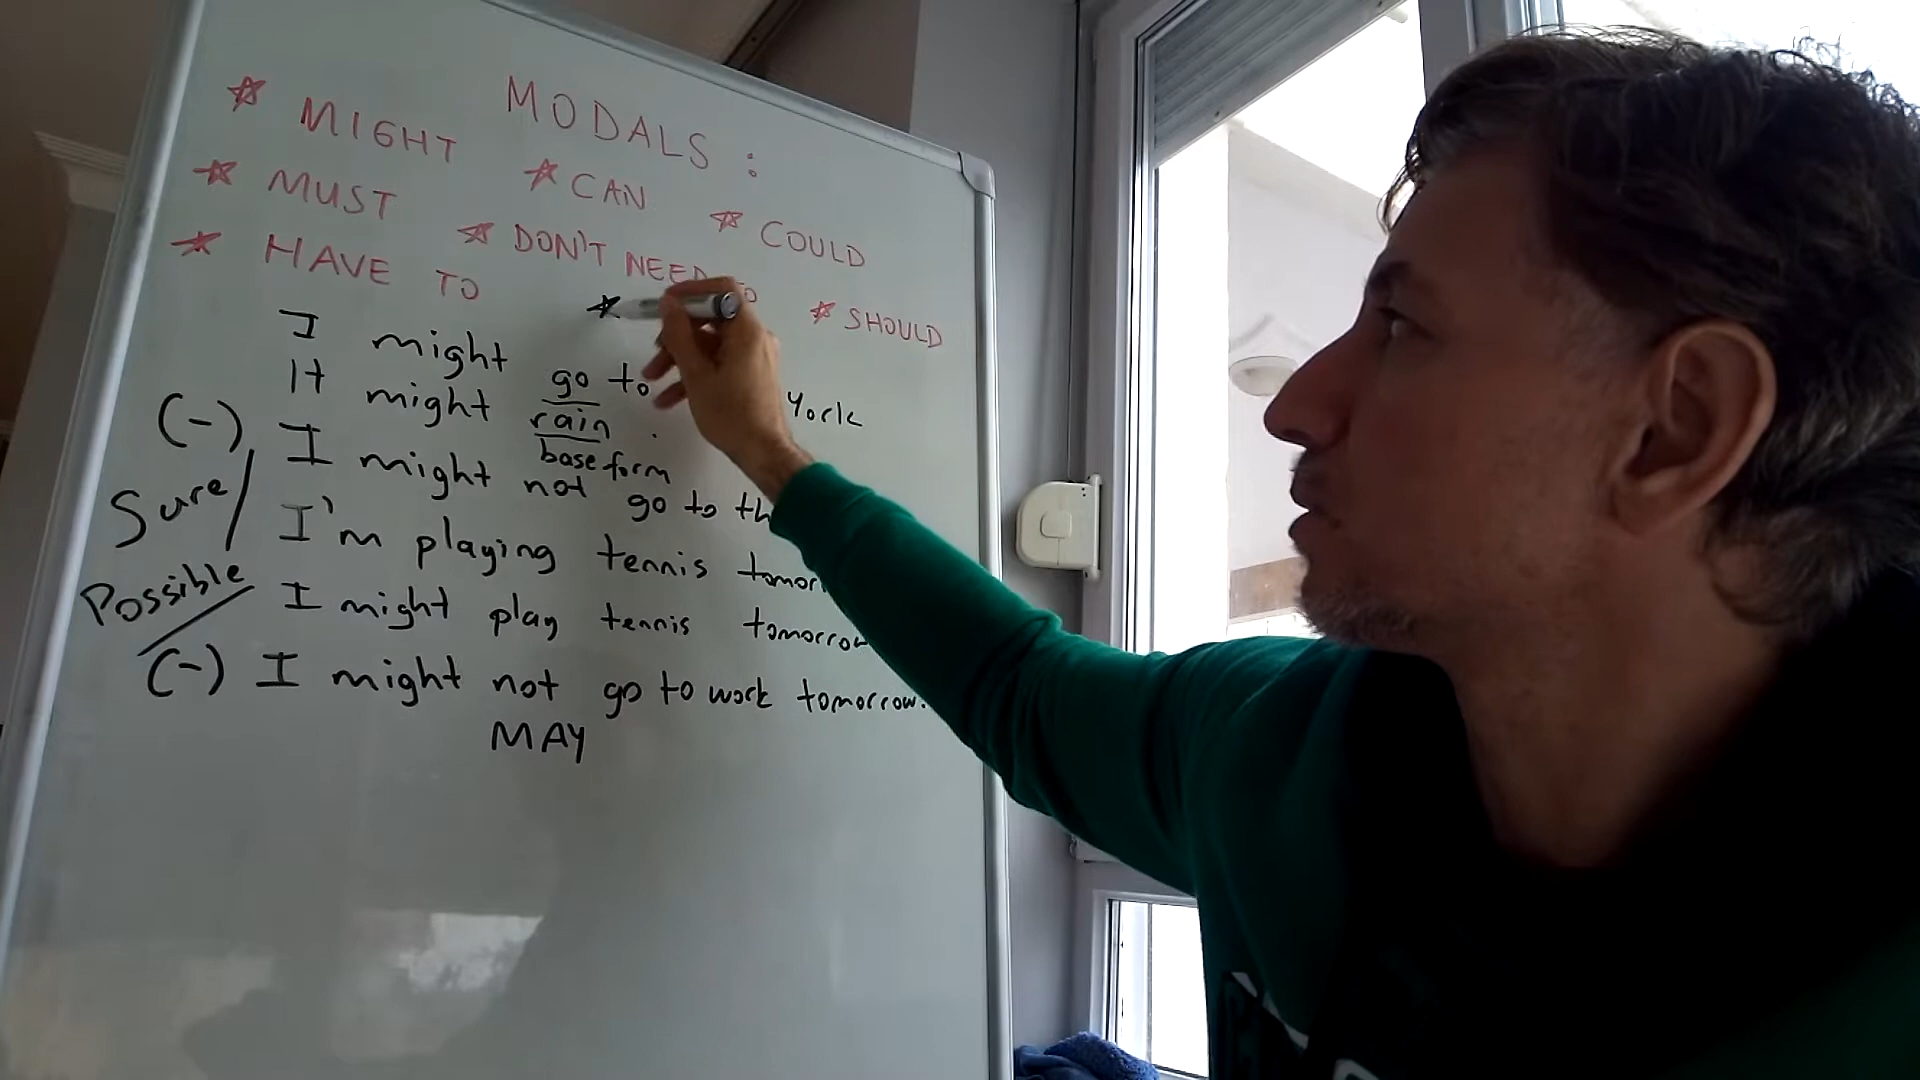 MODALS :
☆ MIGHT ☆ CAN ☆ COULD
☆ MUST ☆ DON'T NEED TO ☆ SHOULD
☆ HAVE TO ☆
I might go to York
It might rain .
base form
(-) I might not go to th
Sure / I'm playing tennis tomor
Possible / I might play tennis tomorrow
(-) I might not go to work tomorrow.
MAY